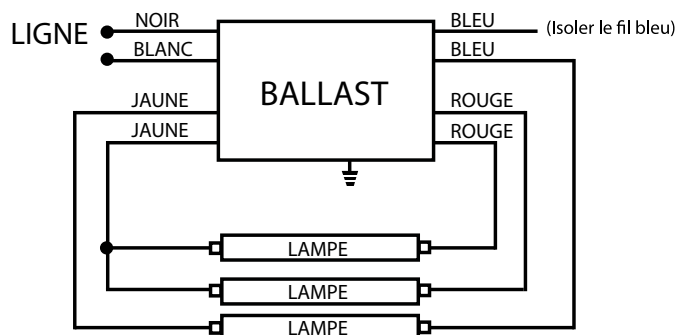 LIGNE
NOIR
BLANC
BLEU
(Isoler le fil bleu)
BLEU
BALLAST
JAUNE
JAUNE
ROUGE
ROUGE
LAMPE
LAMPE
LAMPE